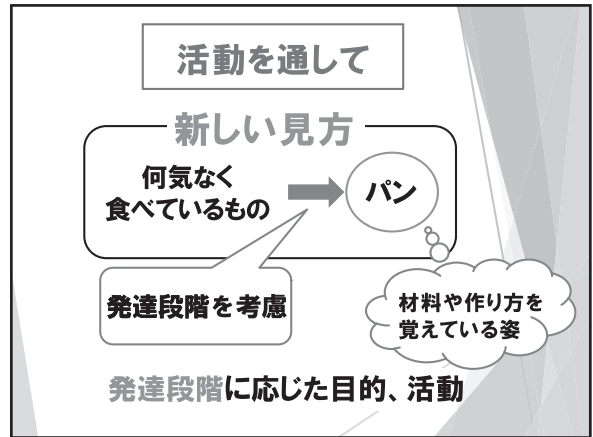 活動を通して
新しい見方
何気なく
食べているもの
パン
発達段階を考慮
材料や作り方を
覚えている姿
発達段階に応じた目的、活動